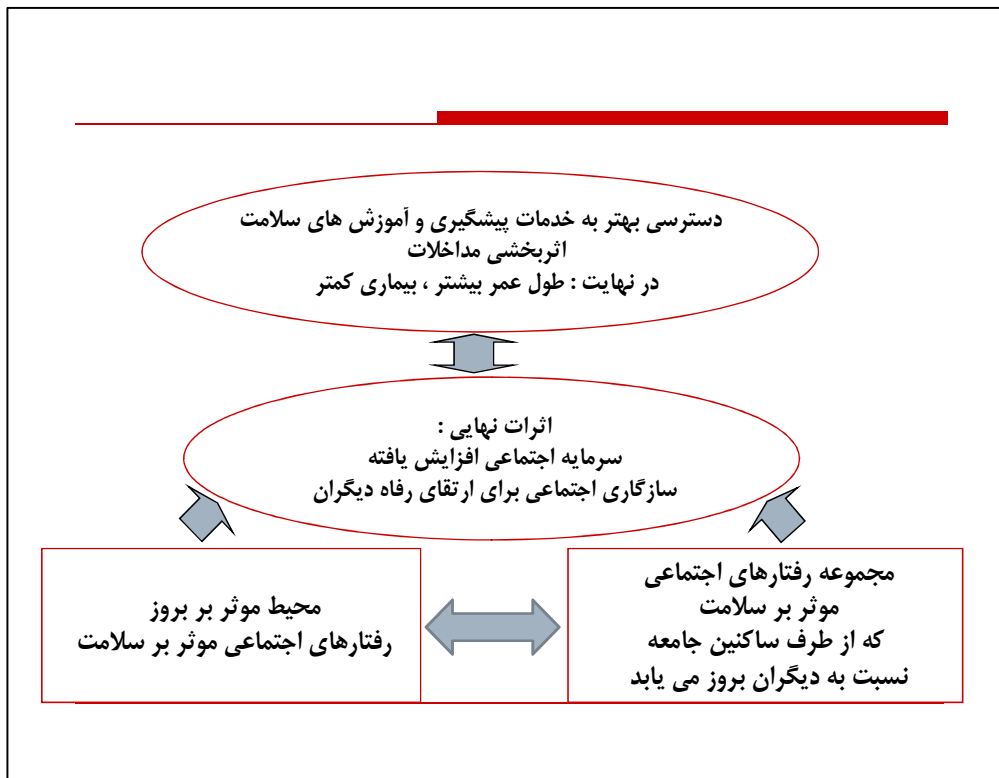 دسترسی بهتر به خدمات پیشگیری و آموزش های سلامت
اثربخشی مداخلات
در نهایت : طول عمر بیشتر ، بیماری کمتر
اثرات نهایی :
سرمایه اجتماعی افزایش یافته
سازگاری اجتماعی برای ارتقای رفاه دیگران
مجموعه رفتارهای اجتماعی
موثر بر سلامت
که از طرف ساکنین جامعه
نسبت به دیگران بروز می یابد
محیط موثر بر بروز
رفتارهای اجتماعی موثر بر سلامت